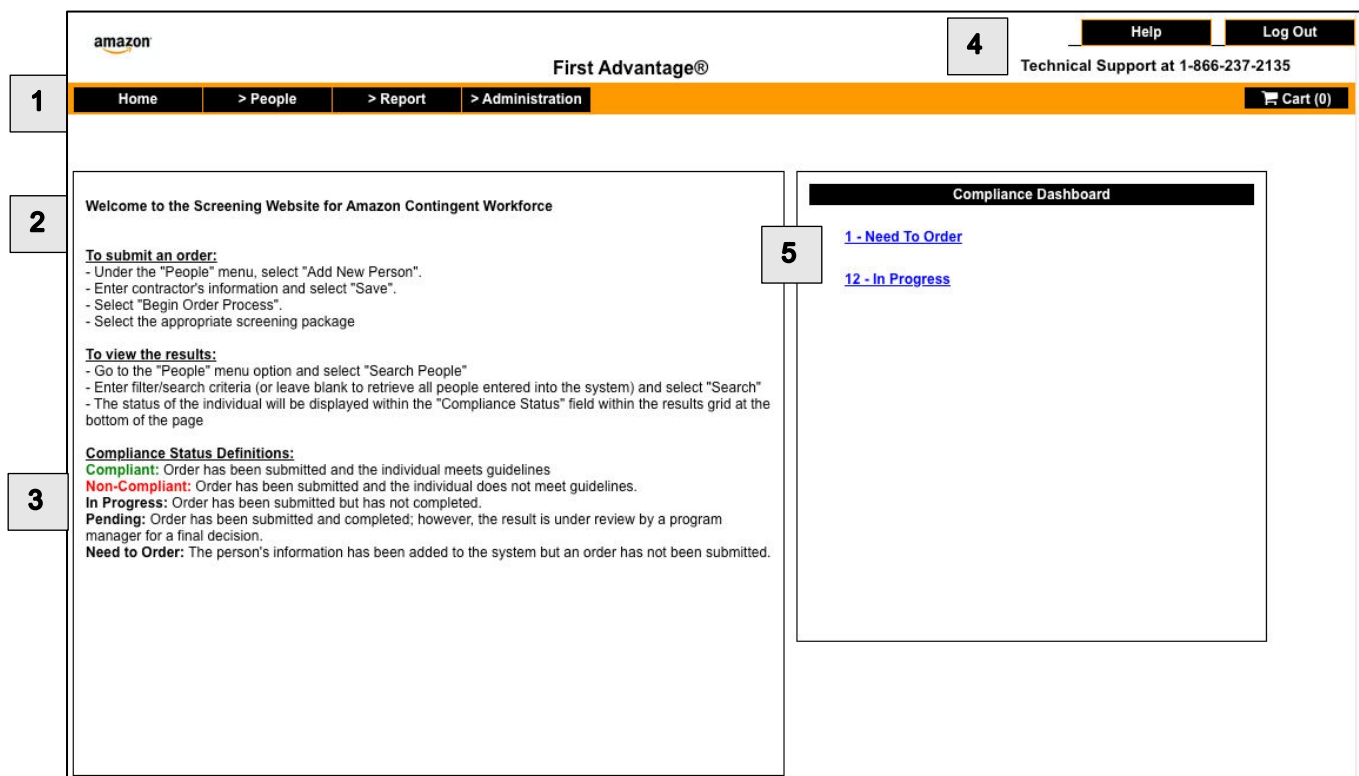 amazon
4
Help
Log Out
First Advantage®
Technical Support at 1-866-237-2135
1
Home
> People
> Report
> Administration
Cart (0)
2
Welcome to the Screening Website for Amazon Contingent Workforce
To submit an order:
- Under the "People" menu, select "Add New Person".
- Enter contractor's information and select "Save".
- Select "Begin Order Process".
- Select the appropriate screening package
To view the results:
- Go to the "People" menu option and select "Search People"
- Enter filter/search criteria (or leave blank to retrieve all people entered into the system) and select "Search"
- The status of the individual will be displayed within the "Compliance Status" field within the results grid at the
bottom of the page
3
Compliance Status Definitions:
Compliant: Order has been submitted and the individual meets guidelines
Non-Compliant: Order has been submitted and the individual does not meet guidelines.
In Progress: Order has been submitted but has not completed.
Pending: Order has been submitted and completed; however, the result is under review by a program
manager for a final decision.
Need to Order: The person's information has been added to the system but an order has not been submitted.
Compliance Dashboard
5
1 - Need To Order
12 - In Progress